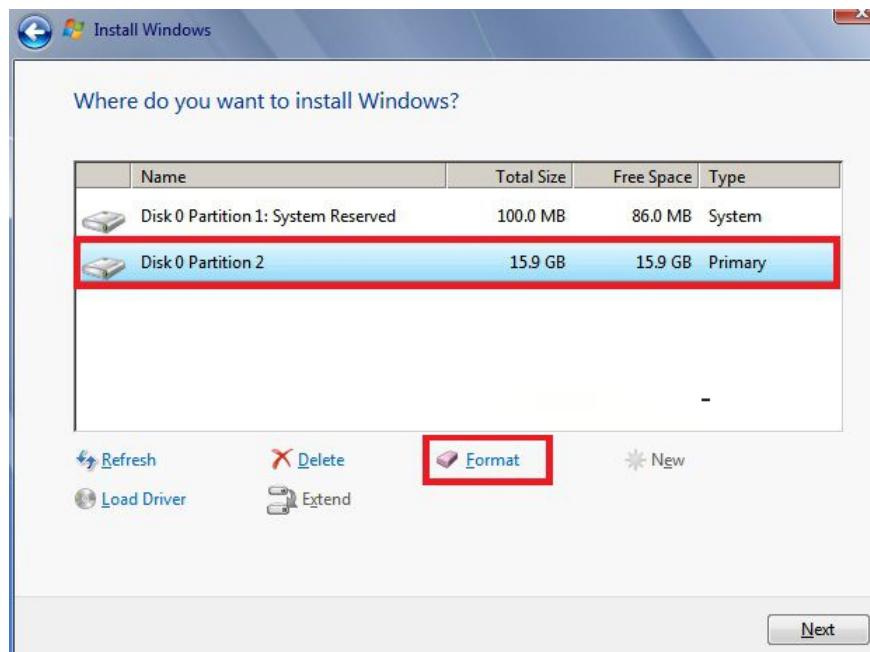 Install Windows
Where do you want to install Windows?
Name Total Size Free Space Type
Disk 0 Partition 1: System Reserved 100.0 MB 86.0 MB System
Disk 0 Partition 2 15.9 GB 15.9 GB Primary
Refresh Delete Format New
Load Driver Extend
Next